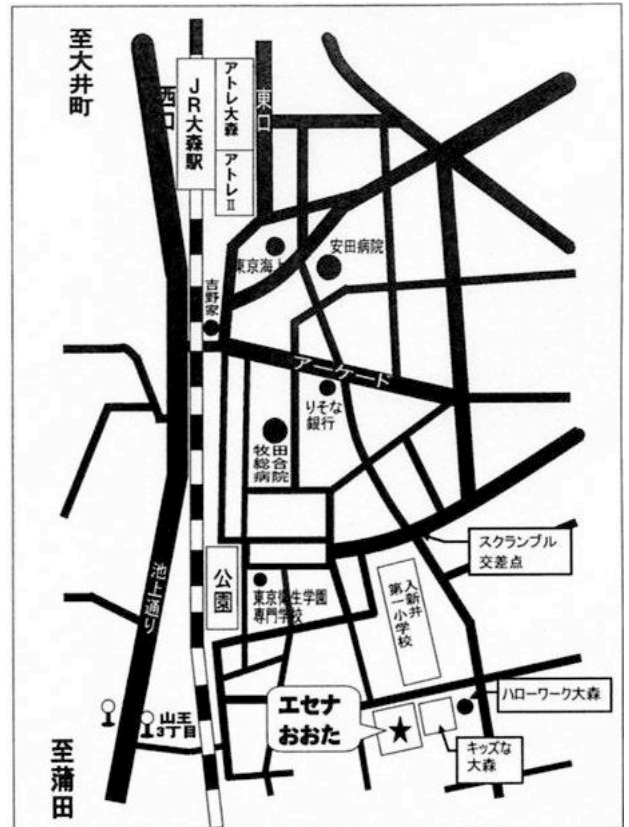 至大井町
西口
JR大森駅
アトレ大森
アトレⅡ
東口
東京海上
安田病院
吉野家
アーケード
りそな
銀行
牧田
総合
病院
スクランブル
交差点
公園
池上通り
東京衛生学園
専門学校
入新井
第一小学校
ハローワーク大森
エセナ
おおた
キッズな
大森
山王
3丁目
至蒲田